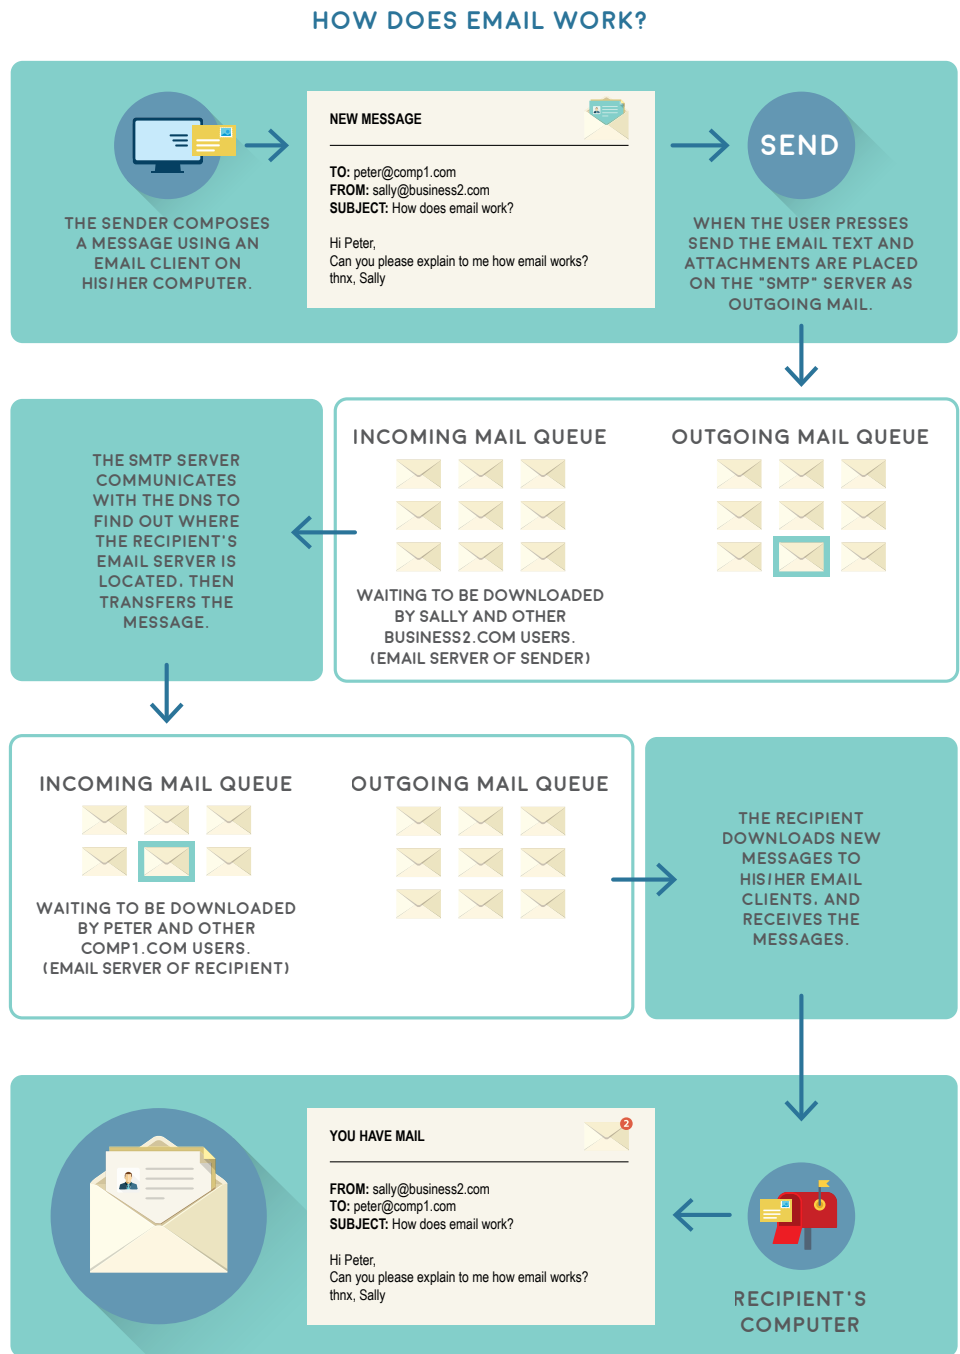 HOW DOES EMAIL WORK?
THE SENDER COMPOSES
A MESSAGE USING AN
EMAIL CLIENT ON
HIS/HER COMPUTER.
NEW MESSAGE
TO: peter@comp1.com
FROM: sally@business2.com
SUBJECT: How does email work?
Hi Peter,
Can you please explain to me how email works?
thnx, Sally
SEND
WHEN THE USER PRESSES
SEND THE EMAIL TEXT AND
ATTACHMENTS ARE PLACED
ON THE "SMTP" SERVER AS
OUTGOING MAIL.
INCOMING MAIL QUEUE
WAITING TO BE DOWNLOADED
BY SALLY AND OTHER
BUSINESS2.COM USERS.
(EMAIL SERVER OF SENDER)
OUTGOING MAIL QUEUE
THE SMTP SERVER
COMMUNICATES
WITH THE DNS TO
FIND OUT WHERE
THE RECIPIENT'S
EMAIL SERVER IS
LOCATED, THEN
TRANSFERS THE
MESSAGE.
INCOMING MAIL QUEUE
WAITING TO BE DOWNLOADED
BY PETER AND OTHER
COMP1.COM USERS.
(EMAIL SERVER OF RECIPIENT)
OUTGOING MAIL QUEUE
THE RECIPIENT
DOWNLOADS NEW
MESSAGES TO
HIS/HER EMAIL
CLIENTS, AND
RECEIVES THE
MESSAGES.
RECIPIENT'S
COMPUTER
YOU HAVE MAIL
2
FROM: sally@business2.com
TO: peter@comp1.com
SUBJECT: How does email work?
Hi Peter,
Can you please explain to me how email works?
thnx, Sally